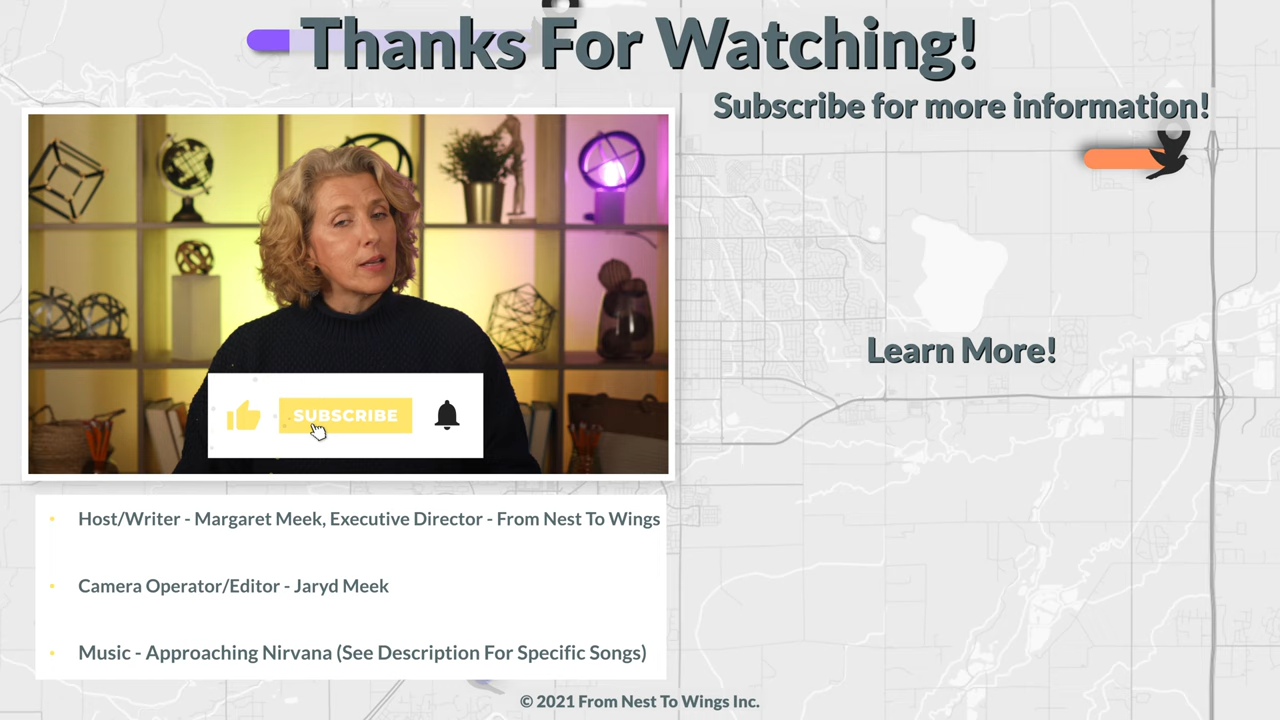 Thanks For Watching!
Subscribe for more information!
SUBSCRIBE
Learn More!
Host/Writer - Margaret Meek, Executive Director - From Nest To Wings
Camera Operator/Editor - Jaryd Meek
Music - Approaching Nirvana (See Description For Specific Songs)
© 2021 From Nest To Wings Inc.